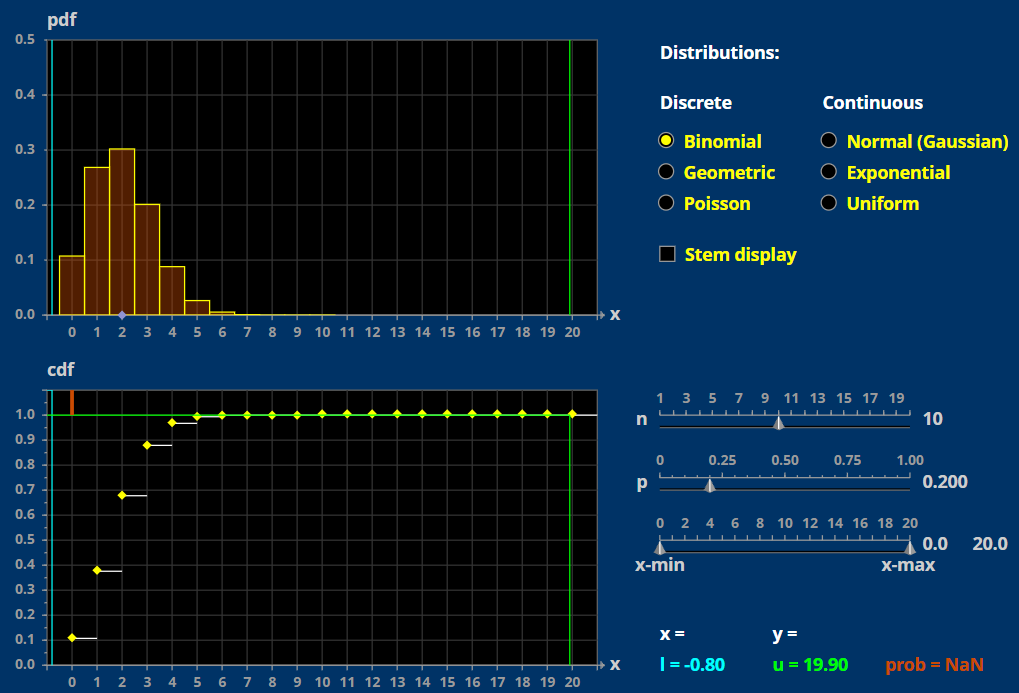 pdf
0.5
0.4
0.3
0.2
0.1
0.0
0 1 2 3 4 5 6 7 8 9 10 11 12 13 14 15 16 17 18 19 20
x
Distributions:
Discrete Continuous
Binomial Normal (Gaussian)
Geometric Exponential
Poisson Uniform
Stem display
cdf
1.0
0.9
0.8
0.7
0.6
0.5
0.4
0.3
0.2
0.1
0.0
0 1 2 3 4 5 6 7 8 9 10 11 12 13 14 15 16 17 18 19 20
x
1 3 5 7 9 11 13 15 17 19
n 10
0 0.25 0.50 0.75 1.00
p 0.200
0 2 4 6 8 10 12 14 16 18 20
0.0 20.0
x-min x-max
x = y =
l = -0.80 u = 19.90 prob = NaN